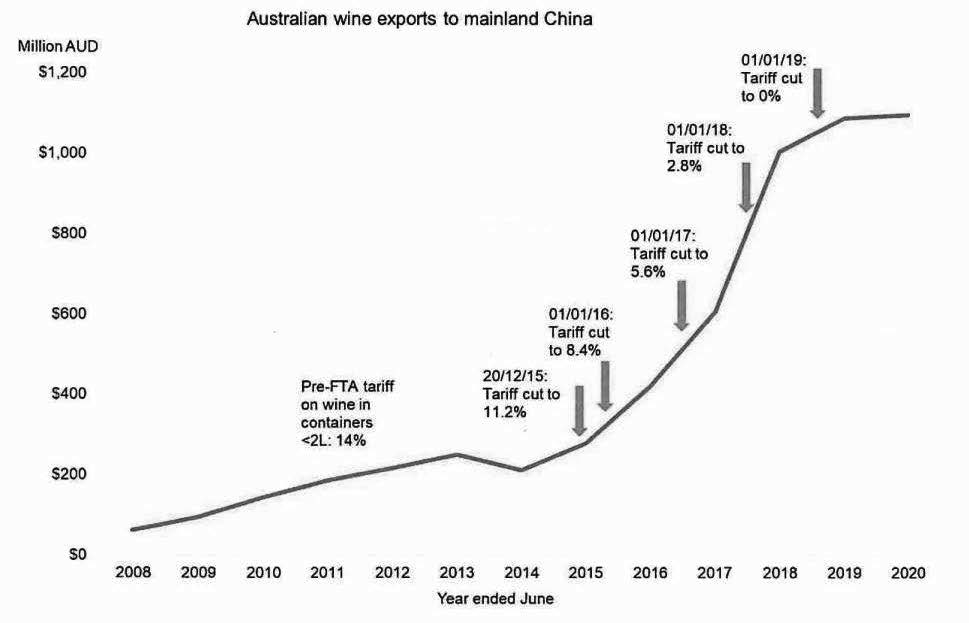 Australian wine exports to mainland China
Million AUD
$1,200
$1,000
$800
$600
$400
$200
$0
01/01/19:
Tariff cut
to 0%
01/01/18:
Tariff cut to
2.8%
01/01/17:
Tariff cut to
5.6%
01/01/16:
Tariff cut
to 8.4%
20/12/15:
Tariff cut to
11.2%
Pre-FTA tariff
on wine in
containers
<2L: 14%
2008 2009 2010 2011 2012 2013 2014 2015 2016 2017 2018 2019 2020
Year ended June